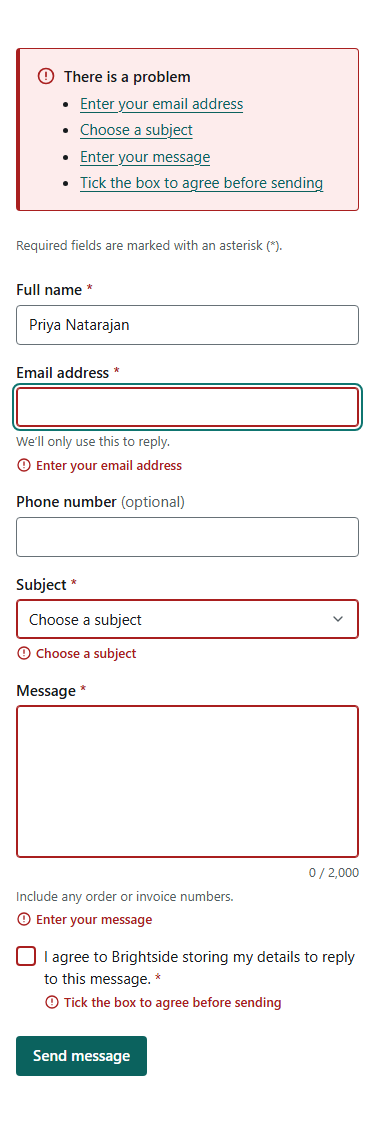 There is a problem
Enter your email address
Choose a subject
Enter your message
Tick the box to agree before sending
Required fields are marked with an asterisk (*).
Full name *
Priya Natarajan
Email address *
We'll only use this to reply.
Enter your email address
Phone number (optional)
Subject *
Choose a subject
Choose a subject
Message *
0 / 2,000
Include any order or invoice numbers.
Enter your message
I agree to Brightside storing my details to reply
to this message. *
Tick the box to agree before sending
Send message